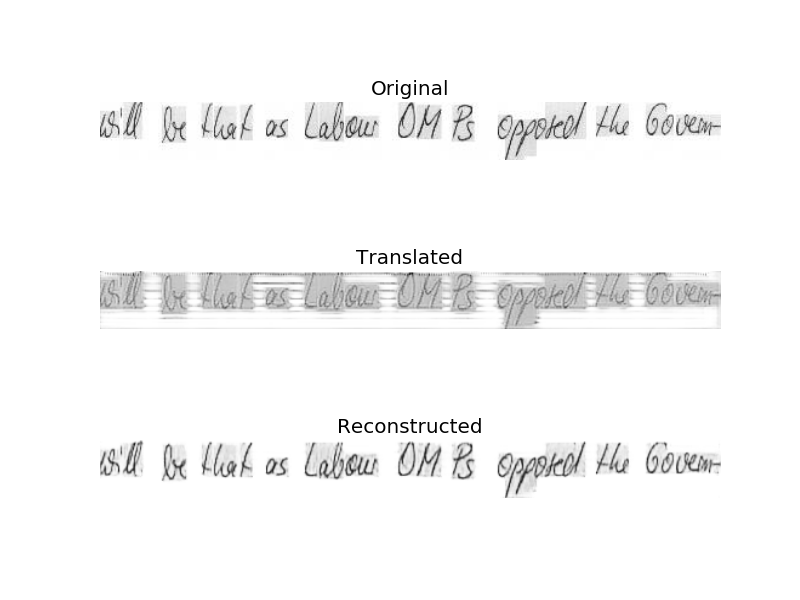 Original
will be that as Labour OM Ps opposed the Govern-
Translated
will be that as Labour OM Ps opposed the Govern-
Reconstructed
will be that as Labour OM Ps opposed the Govern-